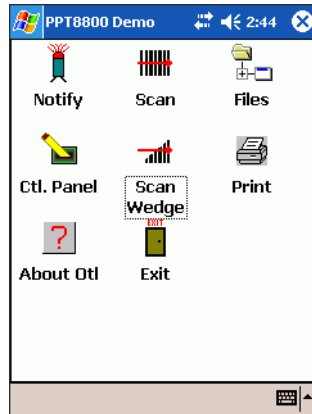 PPT8800 Demo 2:44
Notify Scan Files
Ctl. Panel Scan Wedge Print
EXIT
About Otl Exit